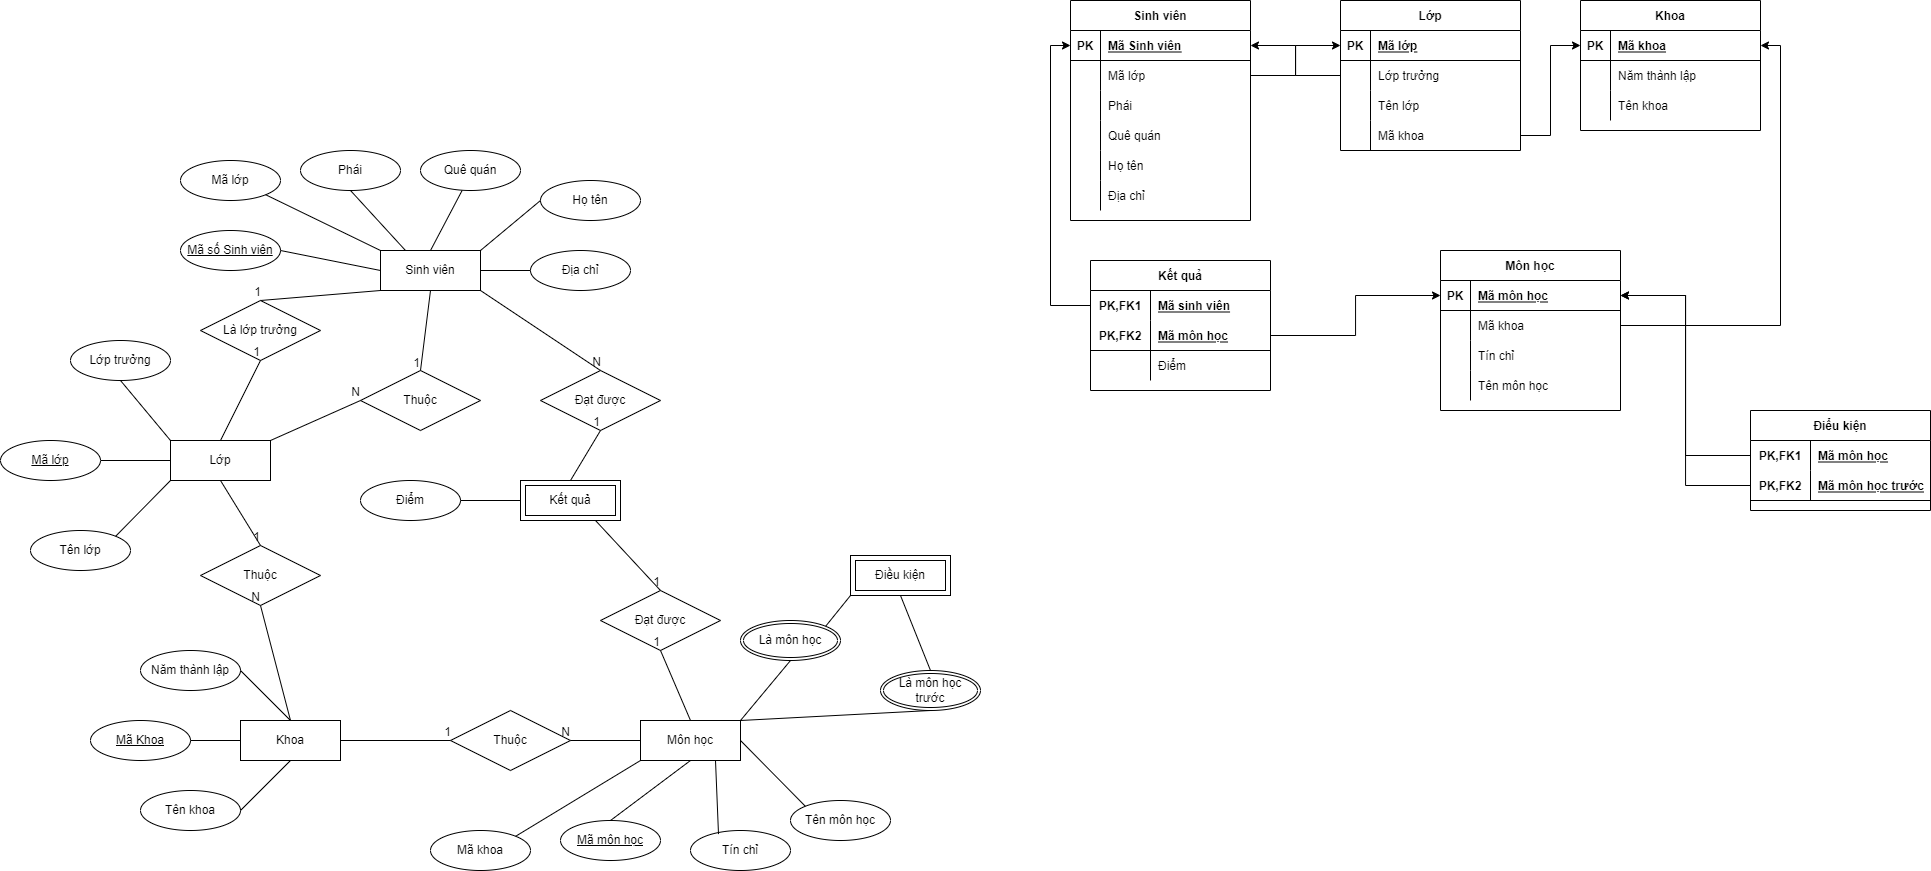 Sinh viên
PK
Mã Sinh viên
Mã lớp
Phái
Quê quán
Họ tên
Địa chỉ
Lớp
PK
Mã lớp
Lớp trưởng
Tên lớp
Mã khoa
Khoa
PK
Mã khoa
Năm thành lập
Tên khoa
Kết quả
PK,FK1
Mã sinh viên
PK,FK2
Mã môn học
Điểm
Môn học
PK
Mã môn học
Mã khoa
Tín chỉ
Tên môn học
Điều kiện
PK,FK1
Mã môn học
PK,FK2
Mã môn học trước
Mã lớp
Phái
Quê quán
Họ tên
Mã số Sinh viên
Sinh viên
Địa chỉ
1
Là lớp trưởng
1
Lớp trưởng
1
N
Thuộc
N
Đạt được
1
Mã lớp
Lớp
Tên lớp
Điểm
Kết quả
1
Thuộc
N
1
Đạt được
1
Điều kiện
Là môn học
Là môn học
trước
Năm thành lập
Mã Khoa
Khoa
Tên khoa
1
Thuộc
N
Môn học
Mã khoa
Mã môn học
Tín chỉ
Tên môn học